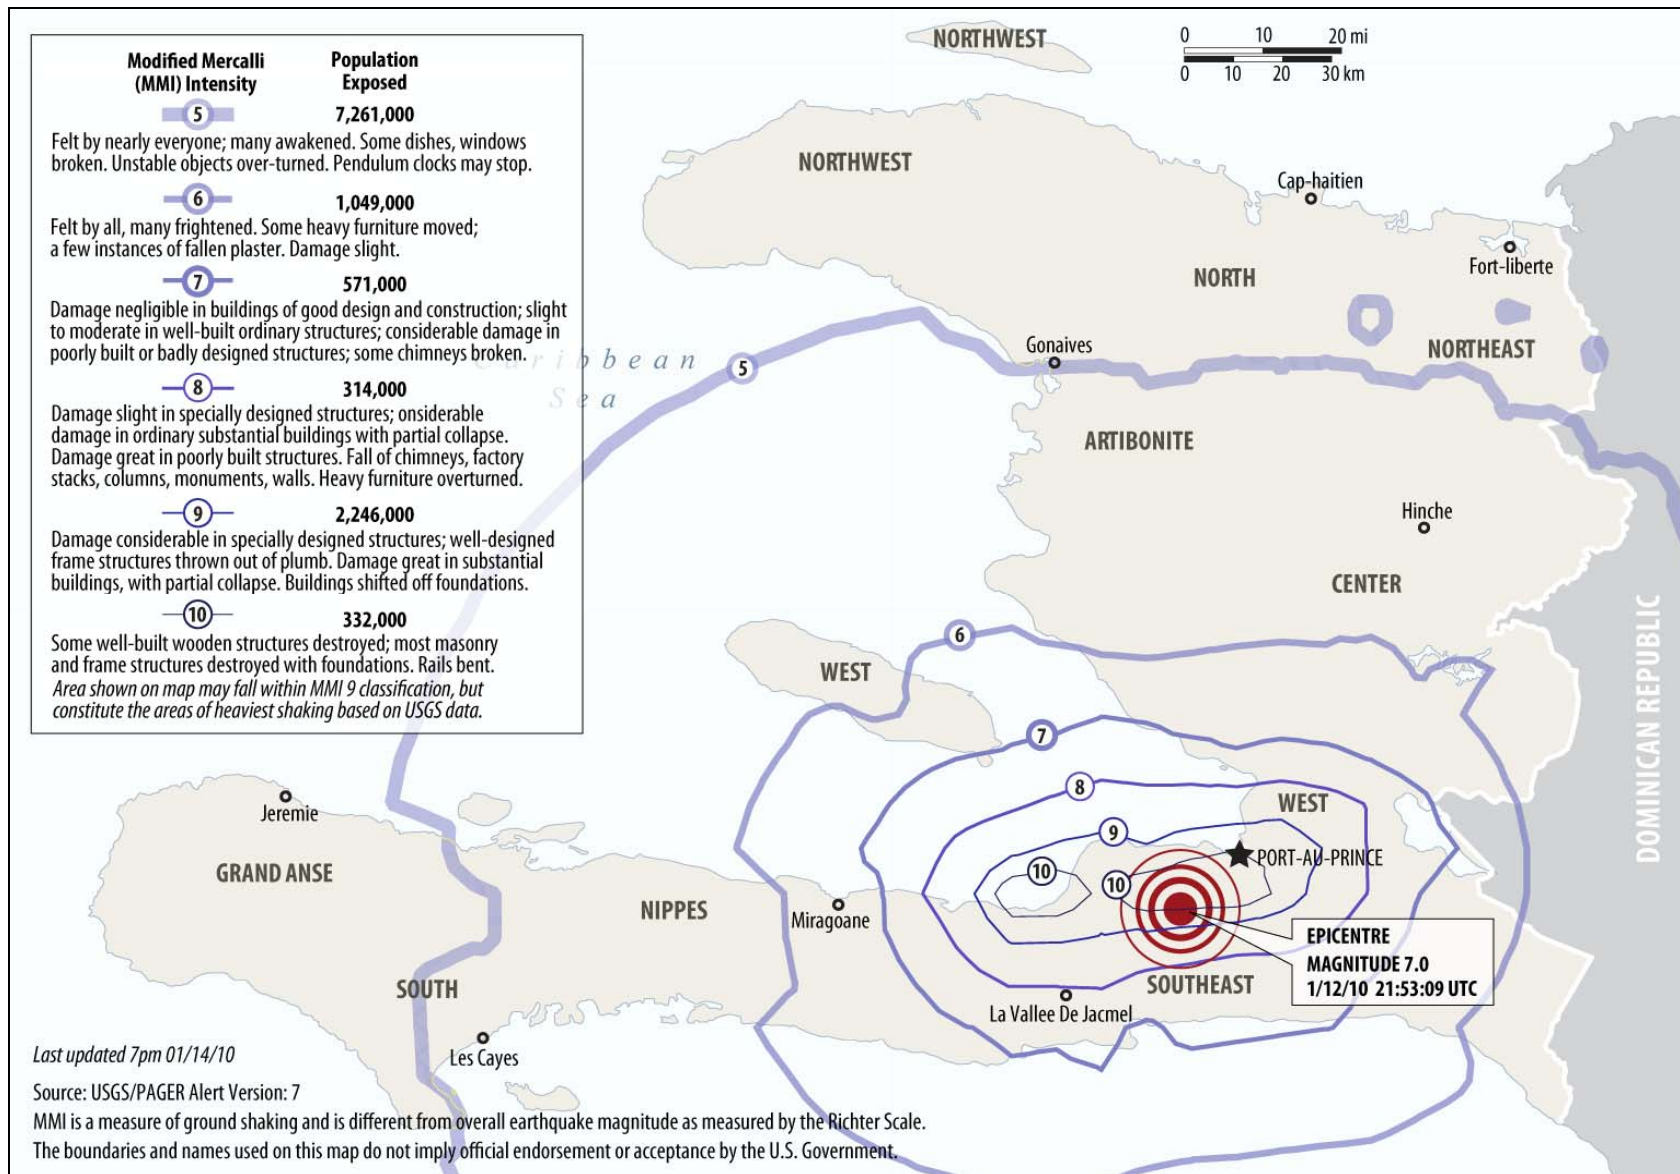 Modified Mercalli
(MMI) Intensity
Population
Exposed
5
7,261,000
Felt by nearly everyone; many awakened. Some dishes, windows
broken. Unstable objects over-turned. Pendulum clocks may stop.
6
1,049,000
Felt by all, many frightened. Some heavy furniture moved;
a few instances of fallen plaster. Damage slight.
7
571,000
Damage negligible in buildings of good design and construction; slight
to moderate in well-built ordinary structures; considerable damage in
poorly built or badly designed structures; some chimneys broken.
8
314,000
Damage slight in specially designed structures; onsiderable
damage in ordinary substantial buildings with partial collapse.
Damage great in poorly built structures. Fall of chimneys, factory
stacks, columns, monuments, walls. Heavy furniture overturned.
9
2,246,000
Damage considerable in specially designed structures; well-designed
frame structures thrown out of plumb. Damage great in substantial
buildings, with partial collapse. Buildings shifted off foundations.
10
332,000
Some well-built wooden structures destroyed; most masonry
and frame structures destroyed with foundations. Rails bent.
Area shown on map may fall within MMI 9 classification, but
constitute the areas of heaviest shaking based on USGS data.
NORTHWEST
0 10 20 mi
0 10 20 30 km
NORTHWEST
Cap-haitien
Fort-liberte
NORTH
Gonaives
NORTHEAST
Caribbean
Sea
5
ARTIBONITE
Hinche
CENTER
DOMINICAN REPUBLIC
6
WEST
7
8
WEST
9
10
10
PORT-AU-PRINCE
Jeremie
GRAND ANSE
NIPPES
Miragoane
EPICENTRE
MAGNITUDE 7.0
1/12/10 21:53:09 UTC
SOUTH
SOUTHEAST
La Vallee De Jacmel
Les Cayes
Last updated 7pm 01/14/10
Source: USGS/PAGER Alert Version: 7
MMI is a measure of ground shaking and is different from overall earthquake magnitude as measured by the Richter Scale.
The boundaries and names used on this map do not imply official endorsement or acceptance by the U.S. Government.